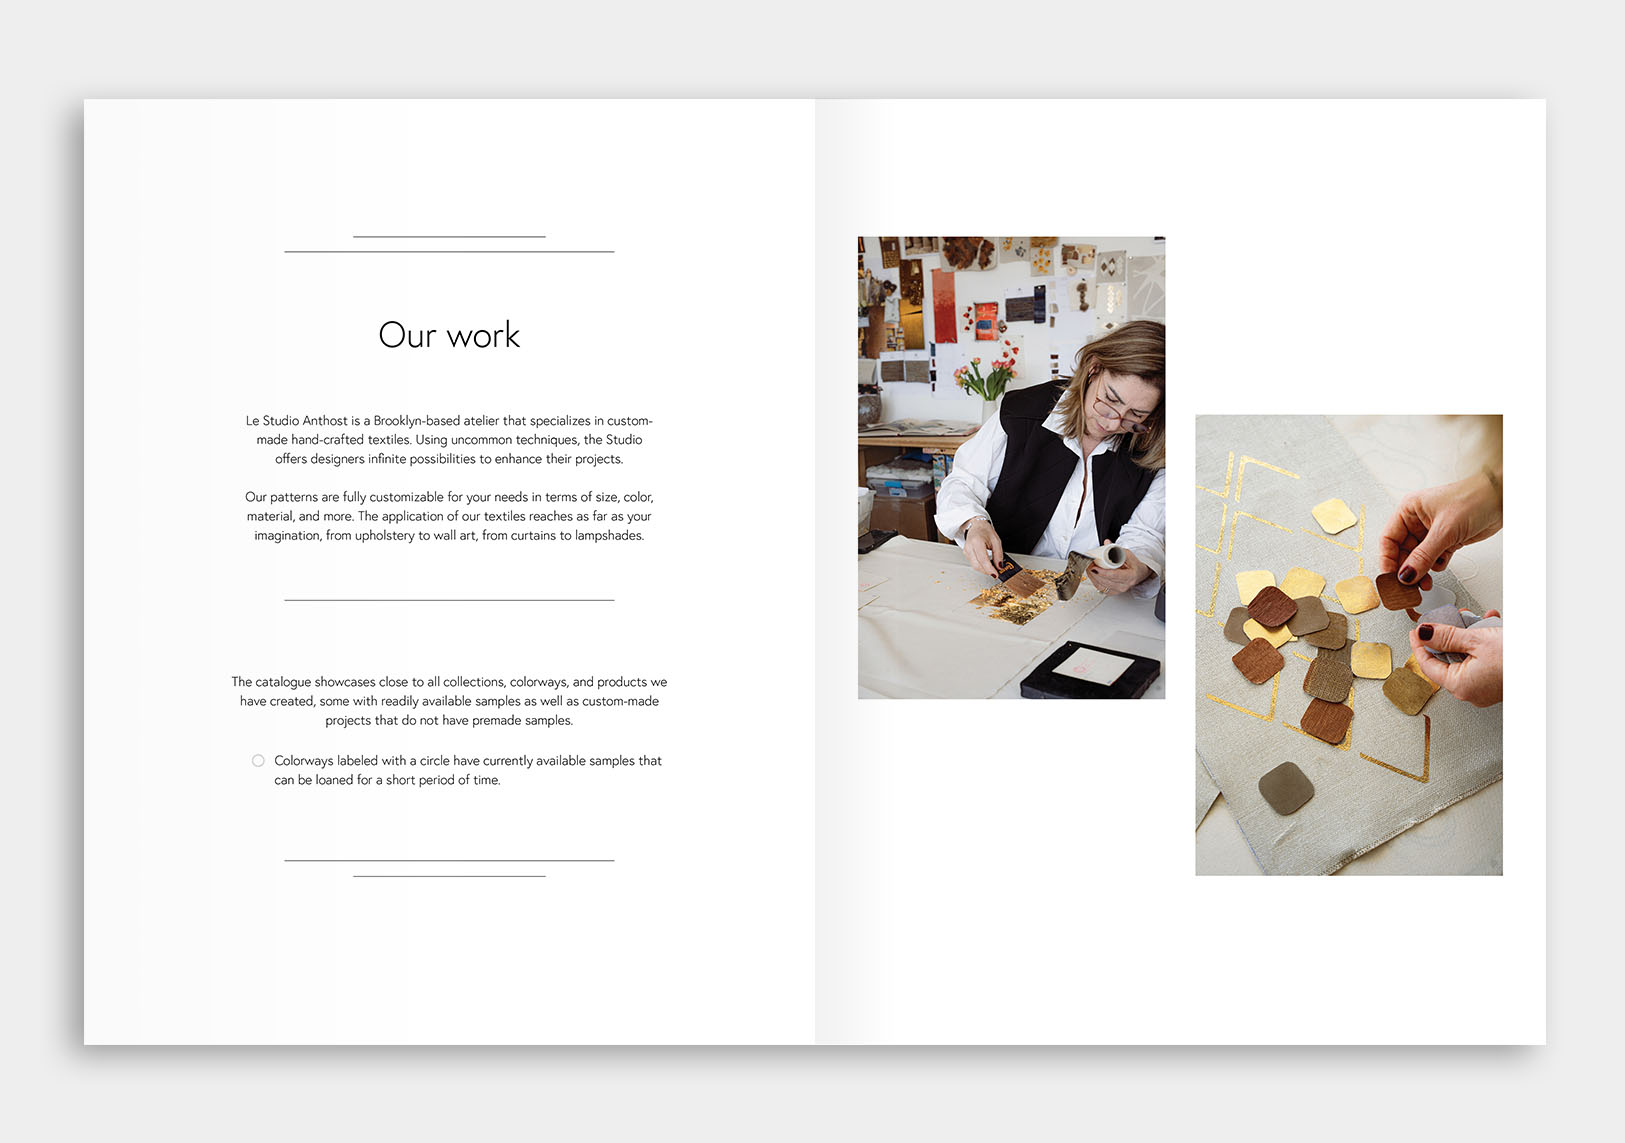 Our work
Le Studio Anthost is a Brooklyn-based atelier that specializes in custom-
made hand-crafted textiles. Using uncommon techniques, the Studio
offers designers infinite possibilities to enhance their projects.
Our patterns are fully customizable for your needs in terms of size, color,
material, and more. The application of our textiles reaches as far as your
imagination, from upholstery to wall art, from curtains to lampshades.
The catalogue showcases close to all collections, colorways, and products we
have created, some with readily available samples as well as custom-made
projects that do not have premade samples.
Colorways labeled with a circle have currently available samples that
can be loaned for a short period of time.